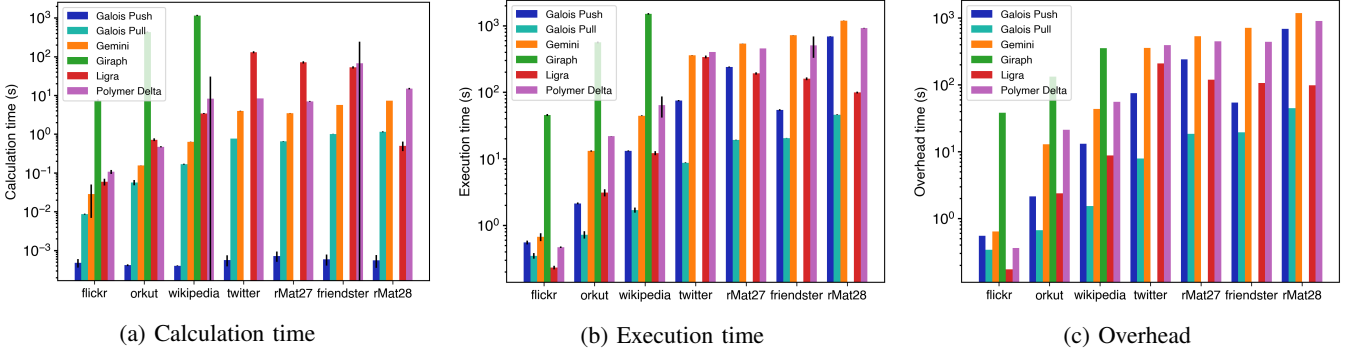 Calculation time (s)
10³
10²
10¹
10⁰
10⁻¹
10⁻²
10⁻³
Galois Push
Galois Pull
Gemini
Giraph
Ligra
Polymer Delta
flickr orkut wikipedia twitter rMat27 friendster rMat28
(a) Calculation time
Execution time (s)
10³
10²
10¹
10⁰
Galois Push
Galois Pull
Gemini
Giraph
Ligra
Polymer Delta
flickr orkut wikipedia twitter rMat27 friendster rMat28
(b) Execution time
Overhead time (s)
10³
10²
10¹
10⁰
Galois Push
Galois Pull
Gemini
Giraph
Ligra
Polymer Delta
flickr orkut wikipedia twitter rMat27 friendster rMat28
(c) Overhead